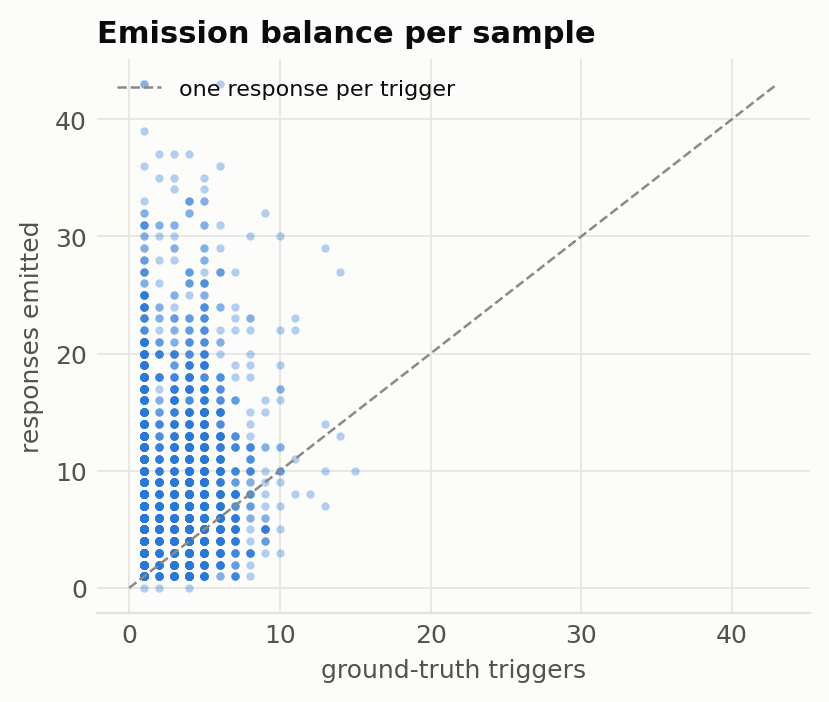 Emission balance per sample
one response per trigger
responses emitted
40
30
20
10
0
0 10 20 30 40
ground-truth triggers